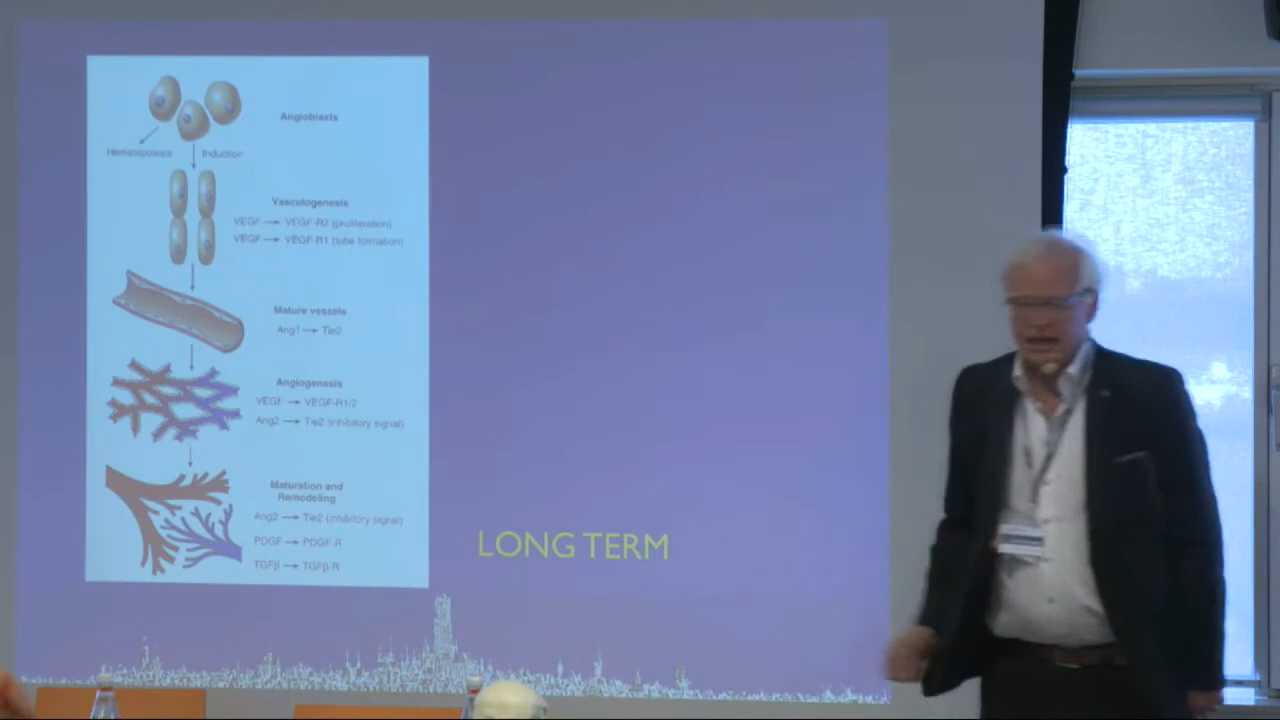 Angioblasts
Hematopoiesis
Induction
Vasculogenesis
VEGF → VEGF-R2 (proliferation)
VEGF → VEGF-R1 (tube formation)
Mature vessels
Ang1 → Tie2
Angiogenesis
VEGF → VEGF-R1/2
Ang2 → Tie2 (inhibitory signal)
Maturation and
Remodeling
Ang2 → Tie2 (inhibitory signal)
PDGF → PDGF-R
TGFβ1 → TGFβ-R
LONG TERM